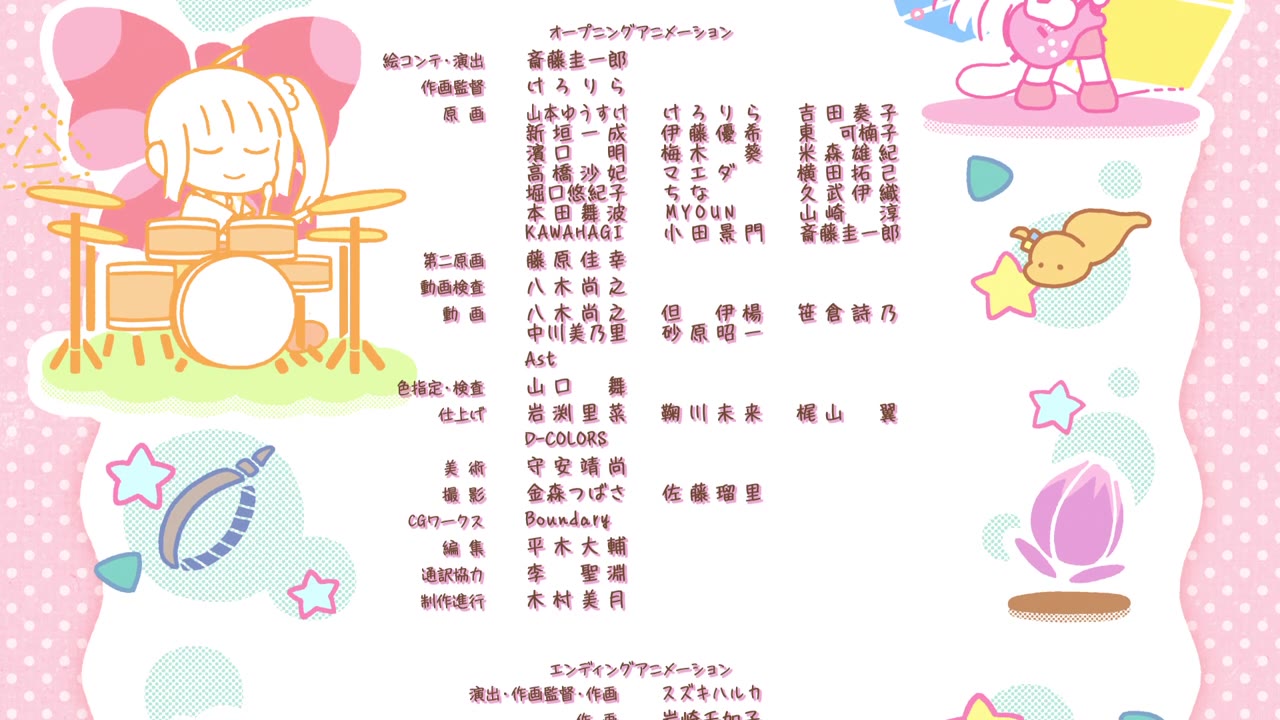 オープニングアニメーション
絵コンテ・演出 斎藤圭一郎
作画監督 けろりら
原画 山本ゆうすけ けろりら 吉田奏子
新垣一成 伊藤優希 東 可楠子
濱口 明 梅木 葵 米森雄紀
高橋沙妃 マエダ 横田拓己
堀口悠紀子 ちな 久武伊織
本田舞波 MYOUN 山崎 淳
KAWAHAGI 小田景門 斎藤圭一郎
第二原画 藤原佳幸
動画検査 八木尚之
動画 八木尚之 但 伊楊 笹倉詩乃
中川美乃里 砂原昭一
Ast
色指定・検査 山口 舞
仕上げ 岩渕里菜 鞠川未来 梶山 翼
D-COLORS
美術 守安靖尚
撮影 金森つばさ 佐藤瑠里
CGワークス Boundary
編集 平木大輔
通訳協力 李 聖淵
制作進行 木村美月
エンディングアニメーション
演出・作画監督・作画 スズキハルカ
作画